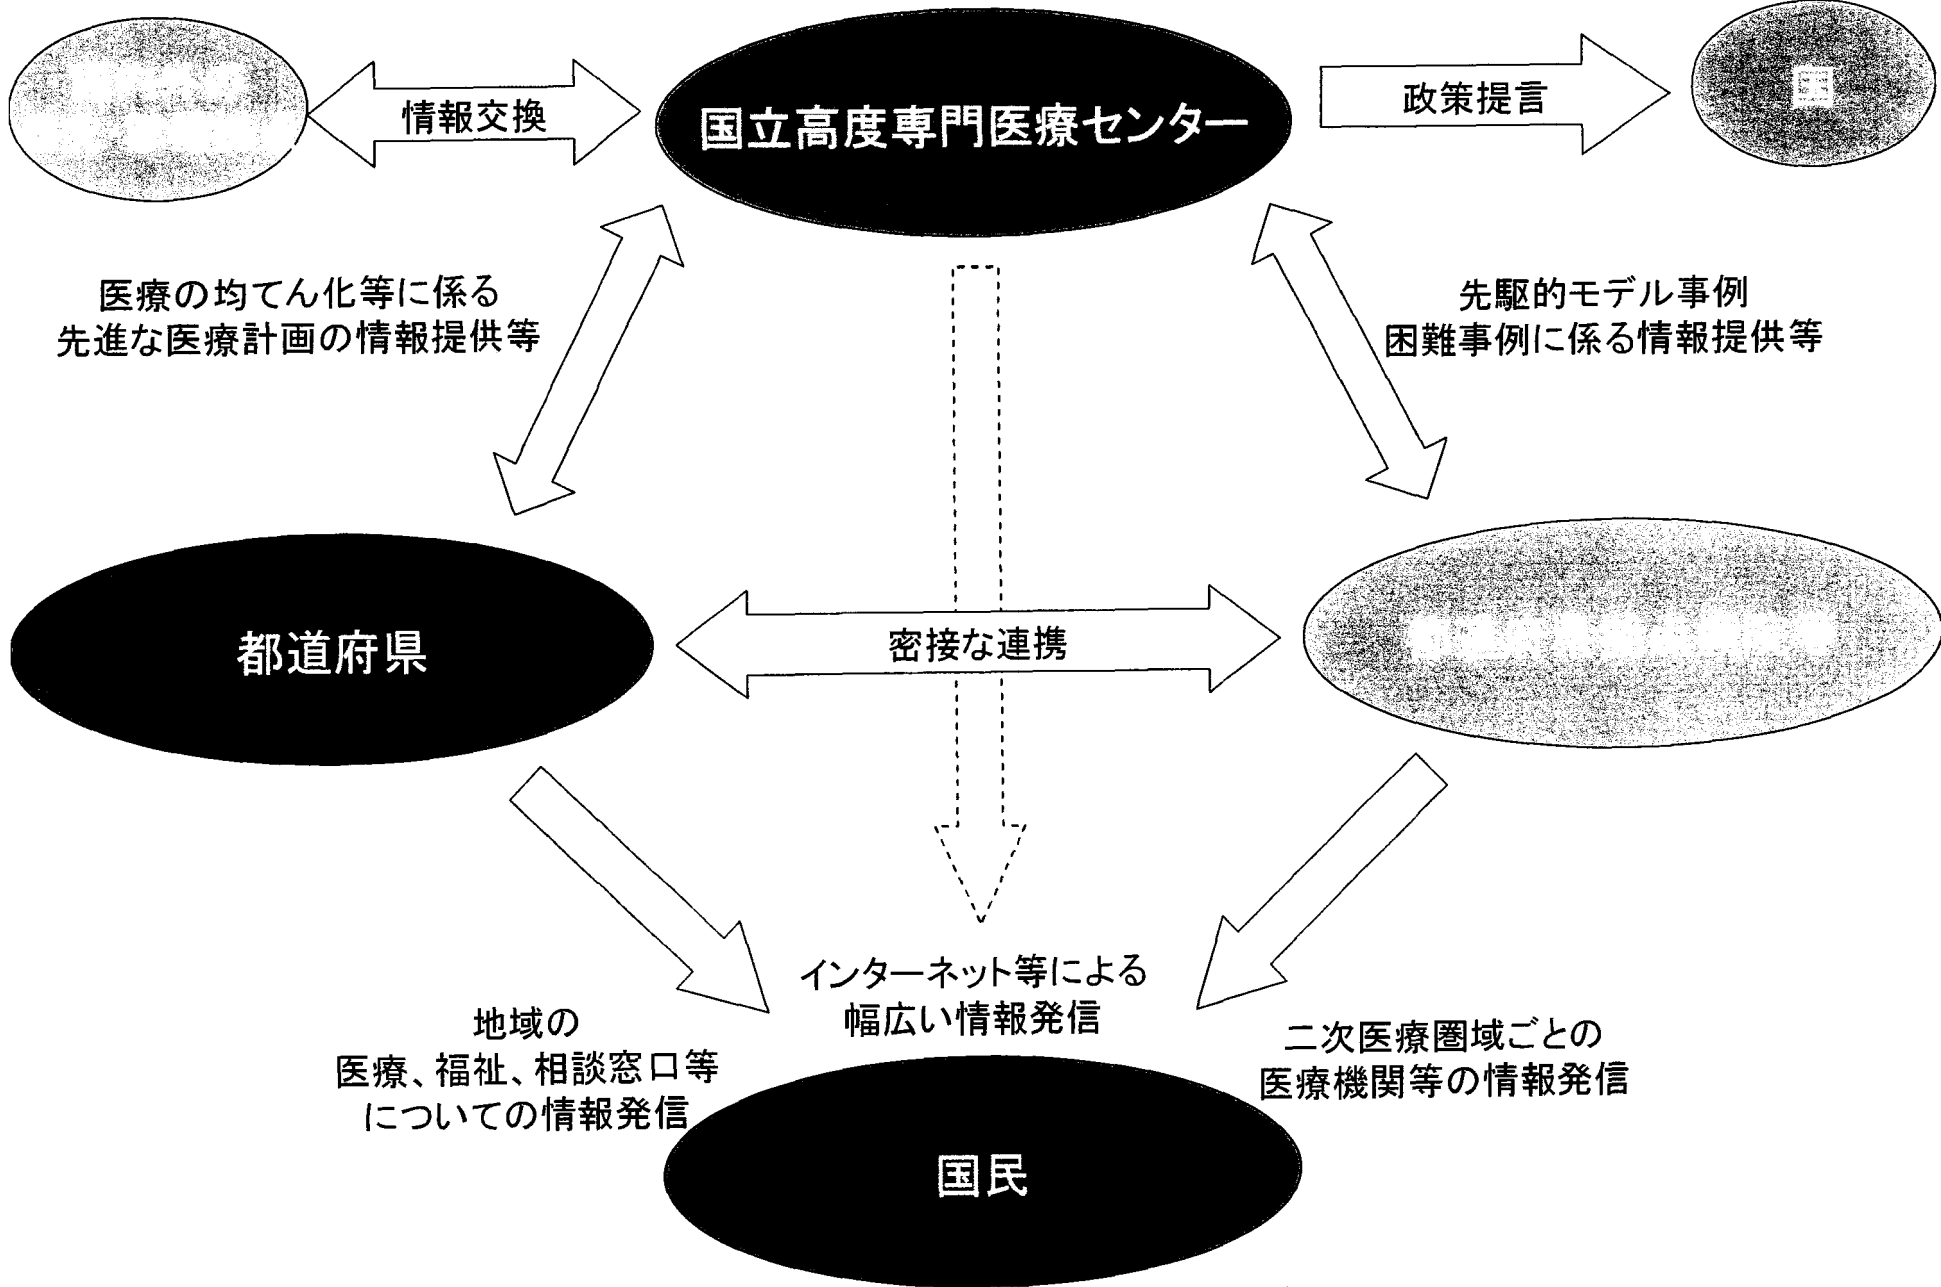 情報交換
国立高度専門医療センター
政策提言
国
医療の均てん化等に係る
先進な医療計画の情報提供等
先駆的モデル事例
困難事例に係る情報提供等
都道府県
密接な連携
インターネット等による
幅広い情報発信
地域の
医療、福祉、相談窓口等
についての情報発信
二次医療圏域ごとの
医療機関等の情報発信
国民